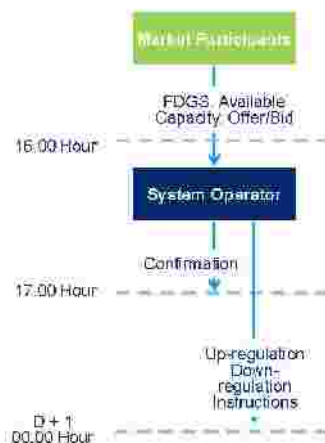 Market Participants
FDGS, Available
Capacity, Offer/Bid
16.00 Hour
System Operator
Confirmation
17.00 Hour
Up-regulation
Down-
regulation
Instructions
D + 1
00.00 Hour